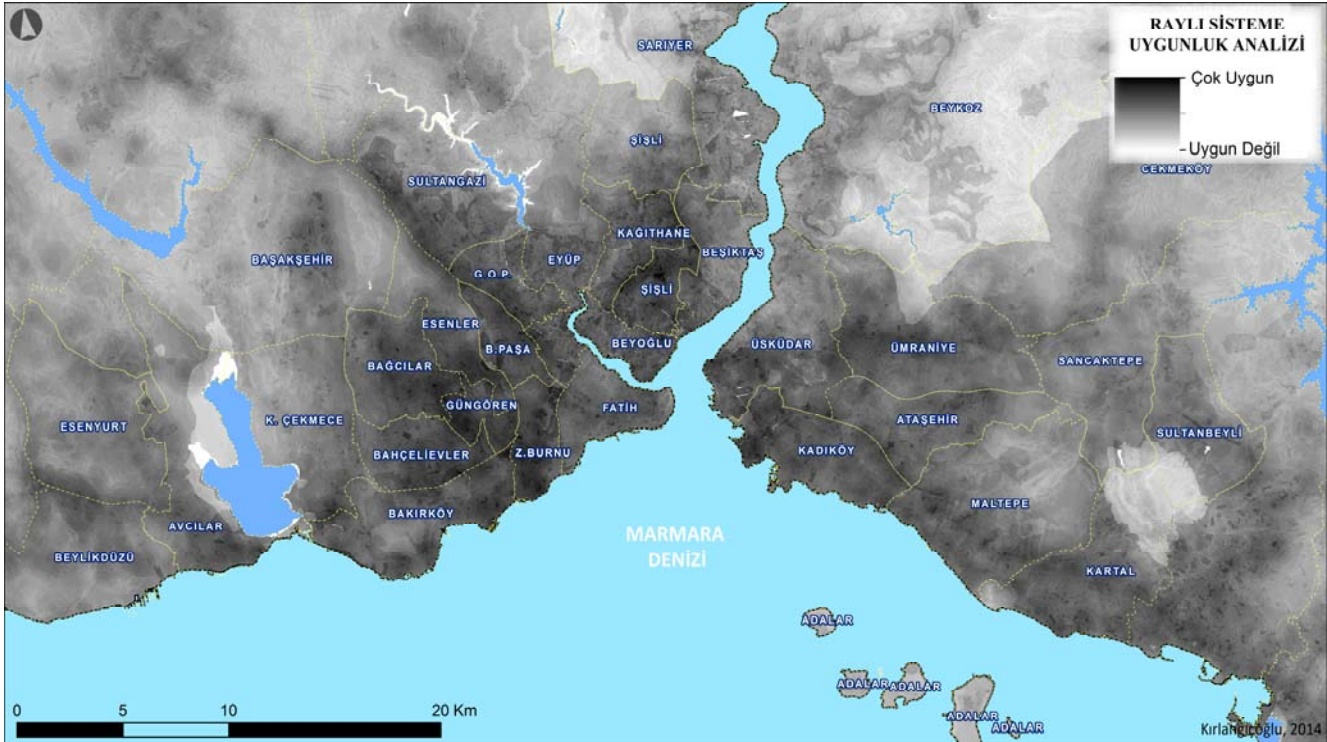 RAYLI SİSTEME
UYGUNLUK ANALİZİ
Çok Uygun
Uygun Değil
SARIYER
BEYKOZ
ŞİŞLİ
ÇEKMEKÖY
SULTANGAZİ
KAĞITHANE
BEŞİKTAŞ
BAŞAKŞEHİR
EYÜP
G.O.P.
ŞİŞLİ
ESENLER
BEYOĞLU
ÜSKÜDAR
ÜMRANİYE
B.PAŞA
SANCAKTEPE
BAĞCILAR
GÜNGÖREN
FATİH
K. ÇEKMECE
ATAŞEHİR
ESENYURT
SULTANBEYLİ
BAHÇELİEVLER
Z.BURNU
KADIKÖY
MALTEPE
BAKIRKÖY
AVCILAR
MARMARA
DENİZİ
BEYLİKDÜZÜ
KARTAL
ADALAR
ADALAR
ADALAR
ADALAR
ADALAR
0 5 10 20 Km
Kırlangıçoğlu, 2014